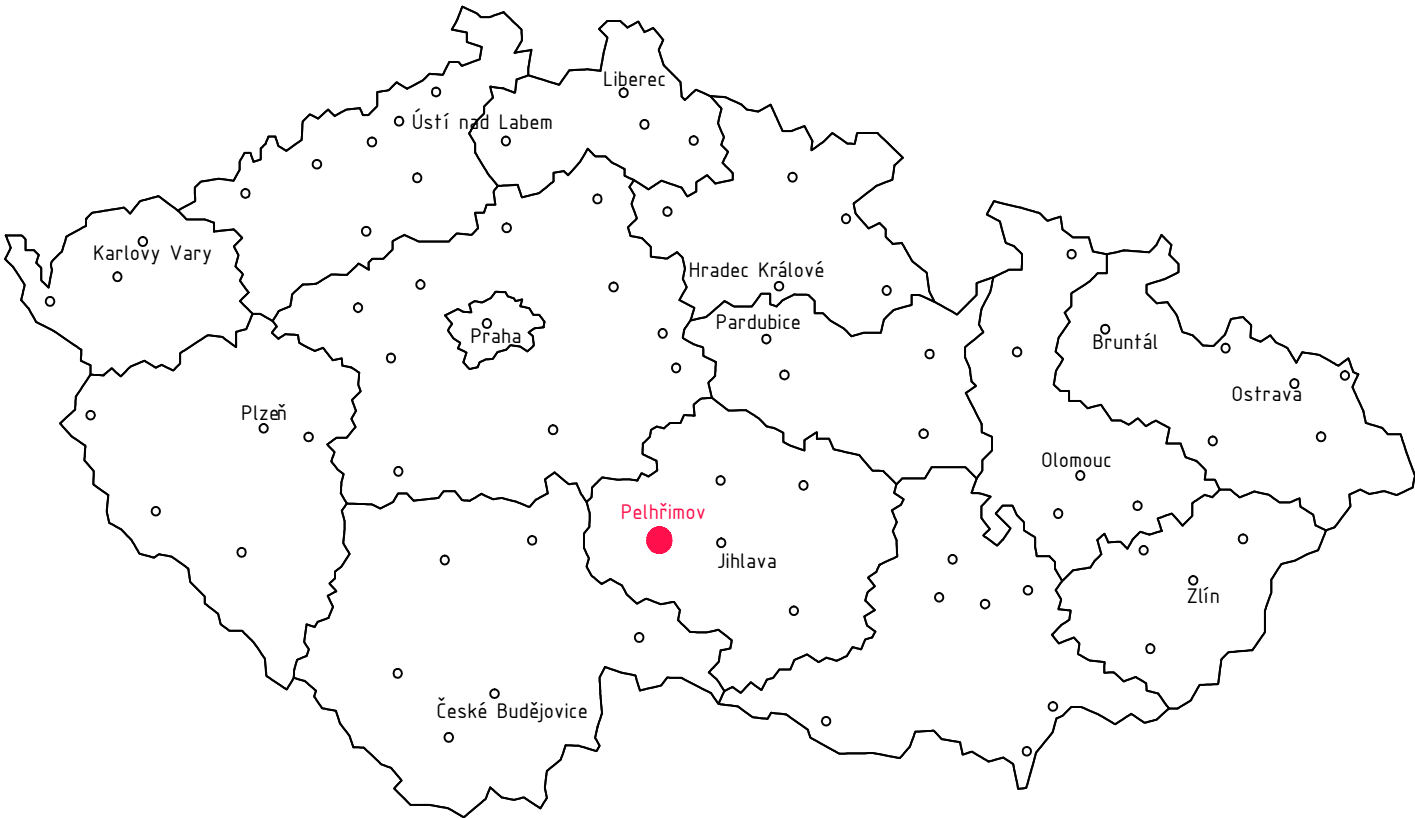 Liberec
Ústí nad Labem
Karlovy Vary
Hradec Králové
Pardubice
Praha
Bruntál
Ostrava
Plzeň
Olomouc
Pelhřimov
Jihlava
Zlín
České Budějovice